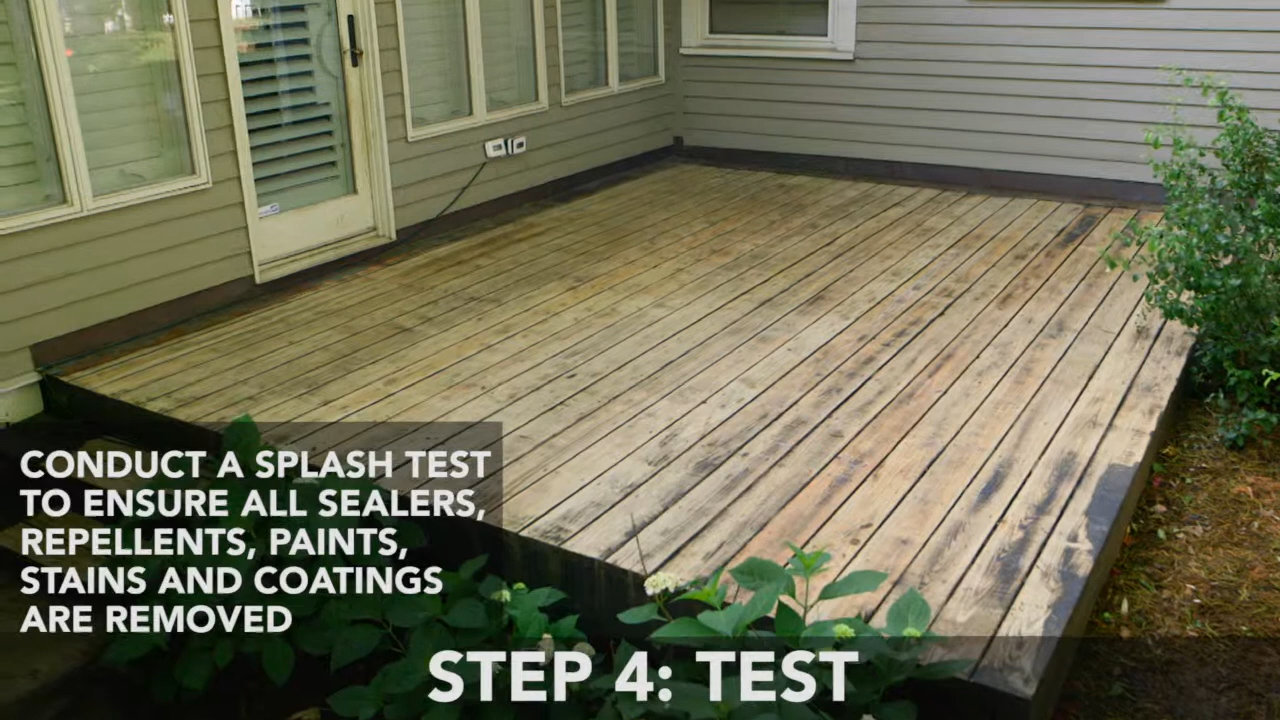 CONDUCT A SPLASH TEST
TO ENSURE ALL SEALERS,
REPELLENTS, PAINTS,
STAINS AND COATINGS
ARE REMOVED
STEP 4: TEST